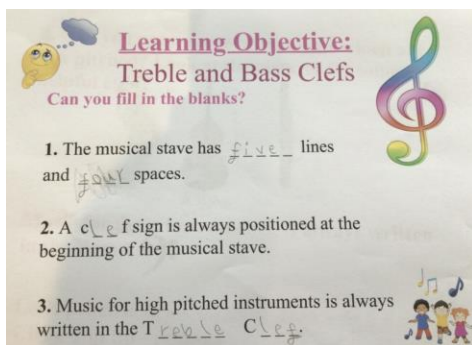 Learning Objective:
Treble and Bass Clefs
Can you fill in the blanks?
1. The musical stave has five_ lines
and four spaces.
2. A clef sign is always positioned at the
beginning of the musical stave.
3. Music for high pitched instruments is always
written in the Treble Clef.